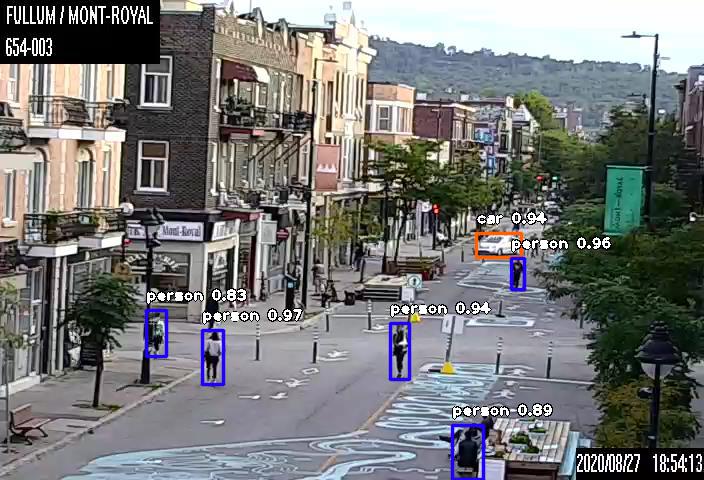 FULLUM / MONT-ROYAL
654-003
car 0.94
person 0.96
person 0.83
person 0.97
person 0.94
person 0.89
Mont-Royal
2020/08/27 18:54:13